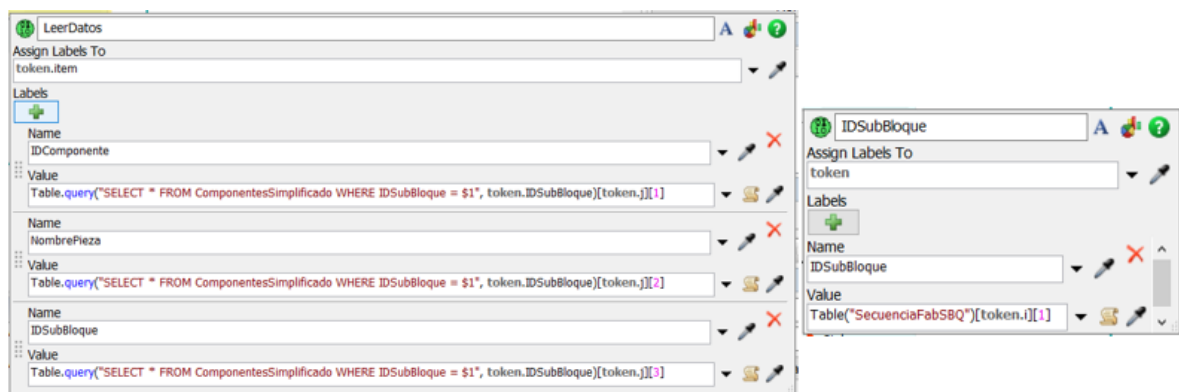 LeerDatos
Assign Labels To
token.item
Labels
Name
IDComponente
Value
Table.query("SELECT * FROM ComponentesSimplificado WHERE IDSubBloque = $1", token.IDSubBloque)[token.j][1]
Name
NombrePieza
Value
Table.query("SELECT * FROM ComponentesSimplificado WHERE IDSubBloque = $1", token.IDSubBloque)[token.j][2]
Name
IDSubBloque
Value
Table.query("SELECT * FROM ComponentesSimplificado WHERE IDSubBloque = $1", token.IDSubBloque)[token.j][3]
IDSubBloque
Assign Labels To
token
Labels
Name
IDSubBloque
Value
Table("SecuenciaFabSBQ")[token.i][1]